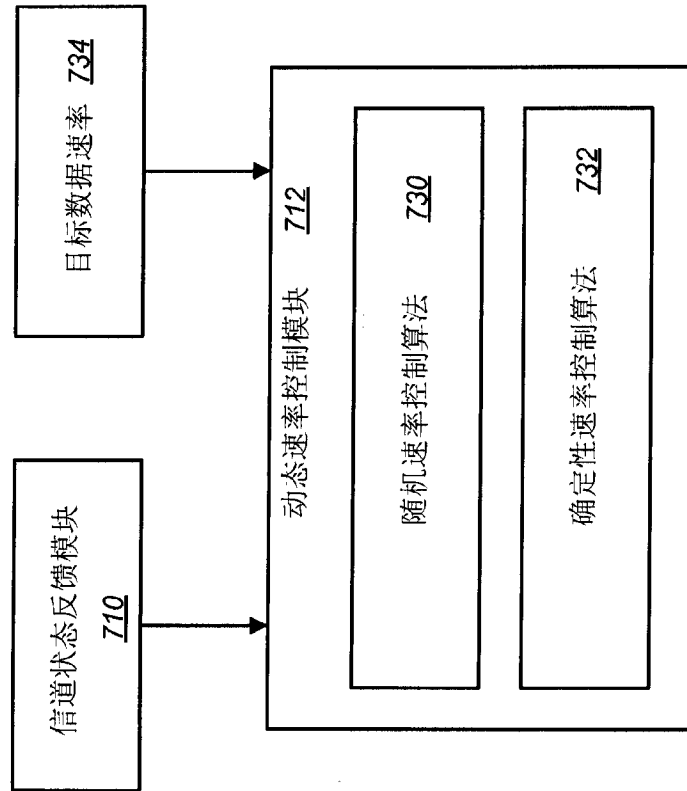 信道状态反馈模块
710
目标数据速率 734
动态速率控制模块 712
随机速率控制算法 730
确定性速率控制算法 732